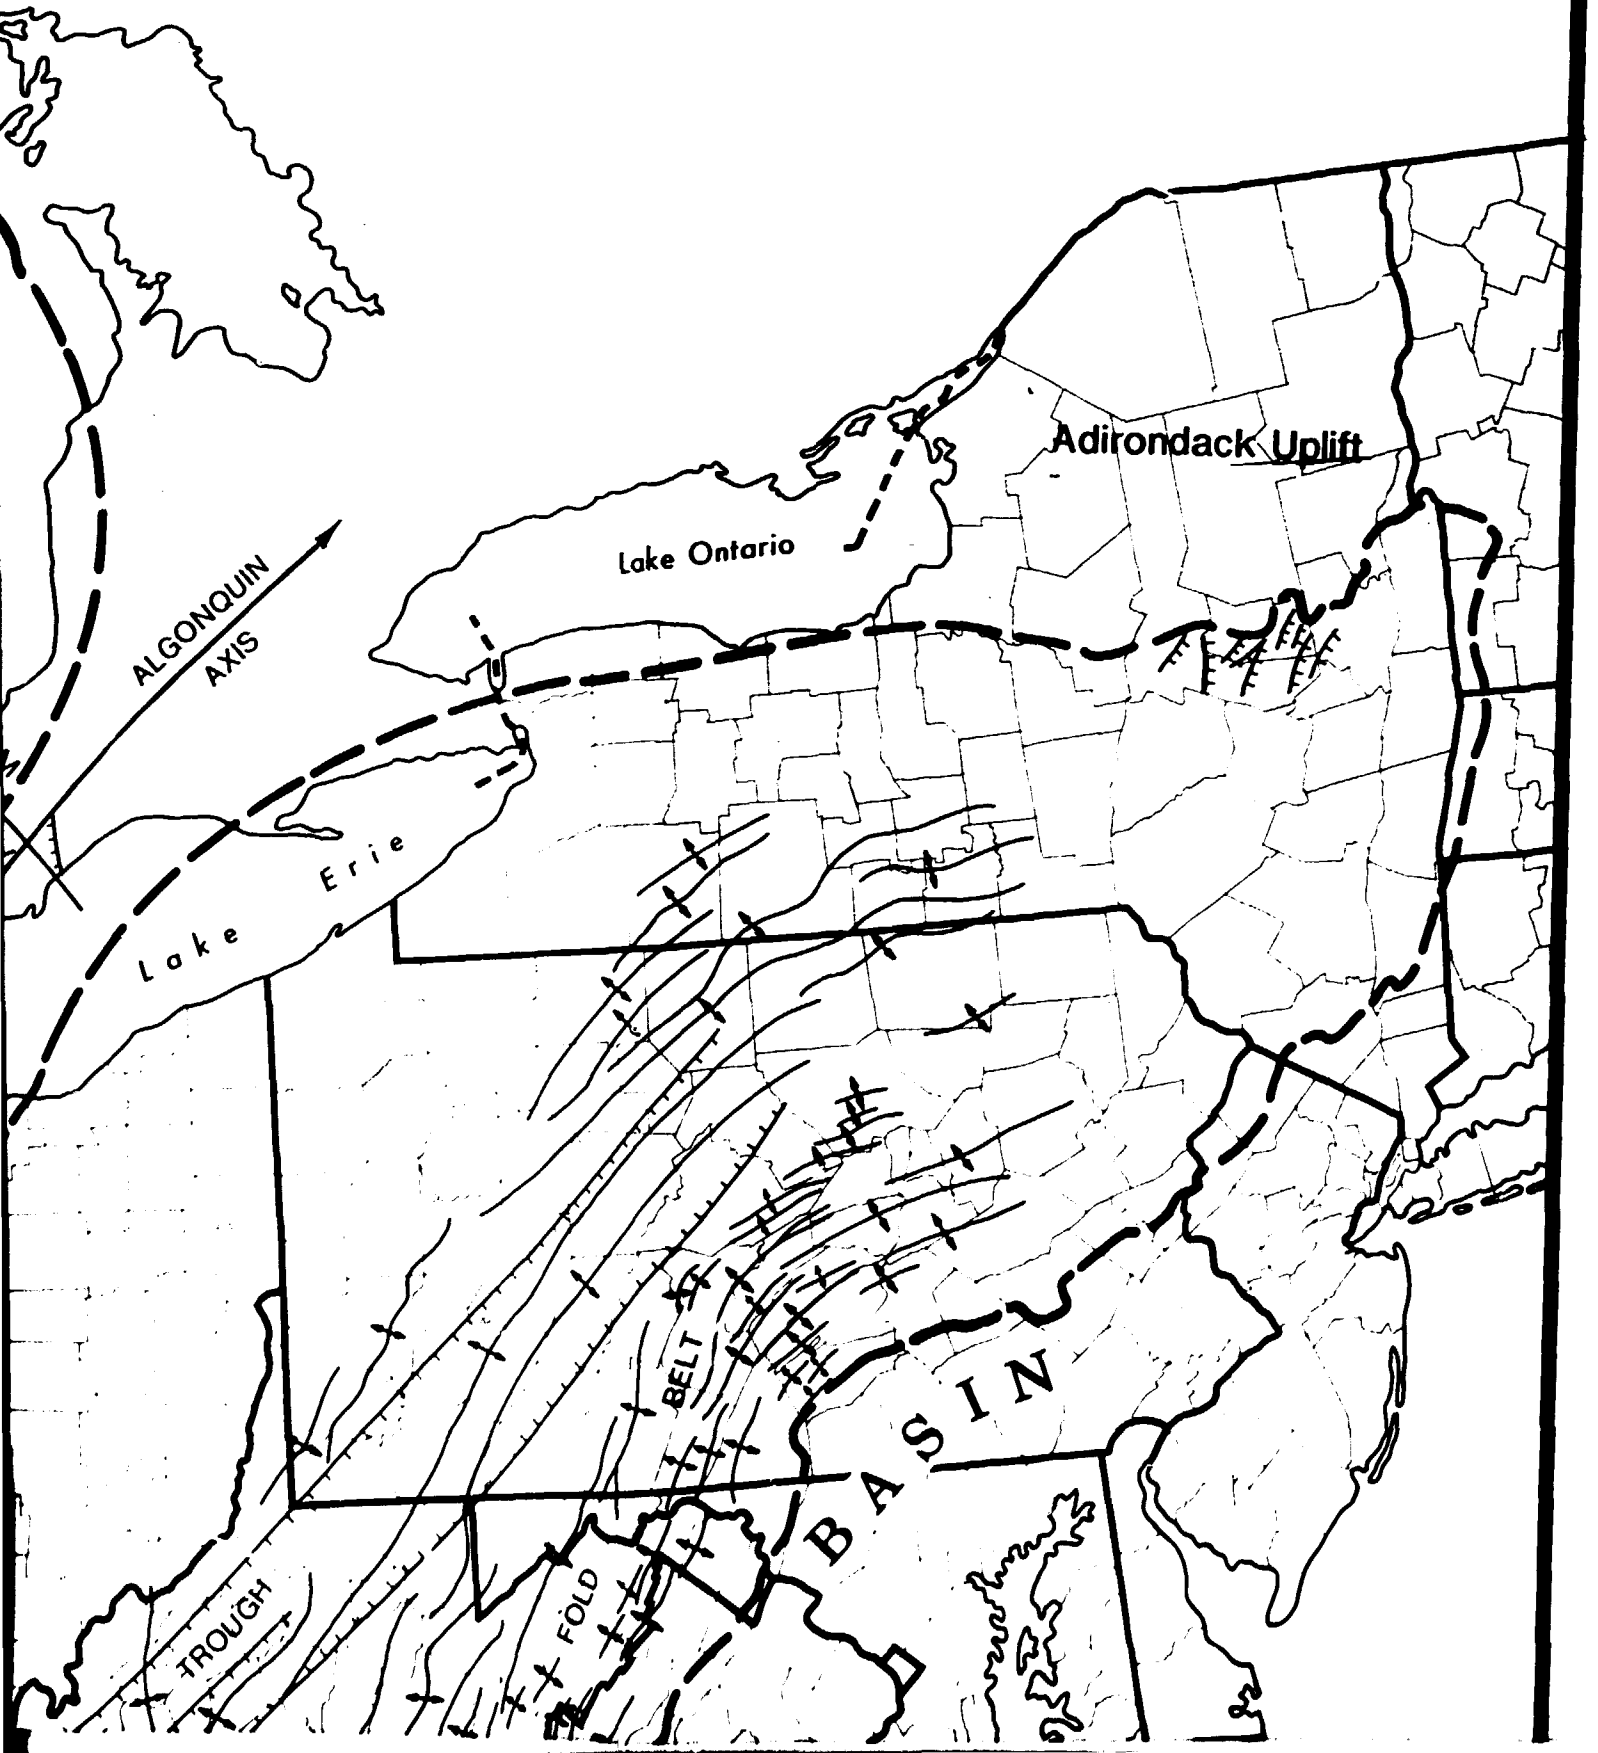 Adirondack Uplift
Lake Ontario
ALGONQUIN
AXIS
Lake Erie
BELT
BASIN
FOLD
TROUGH